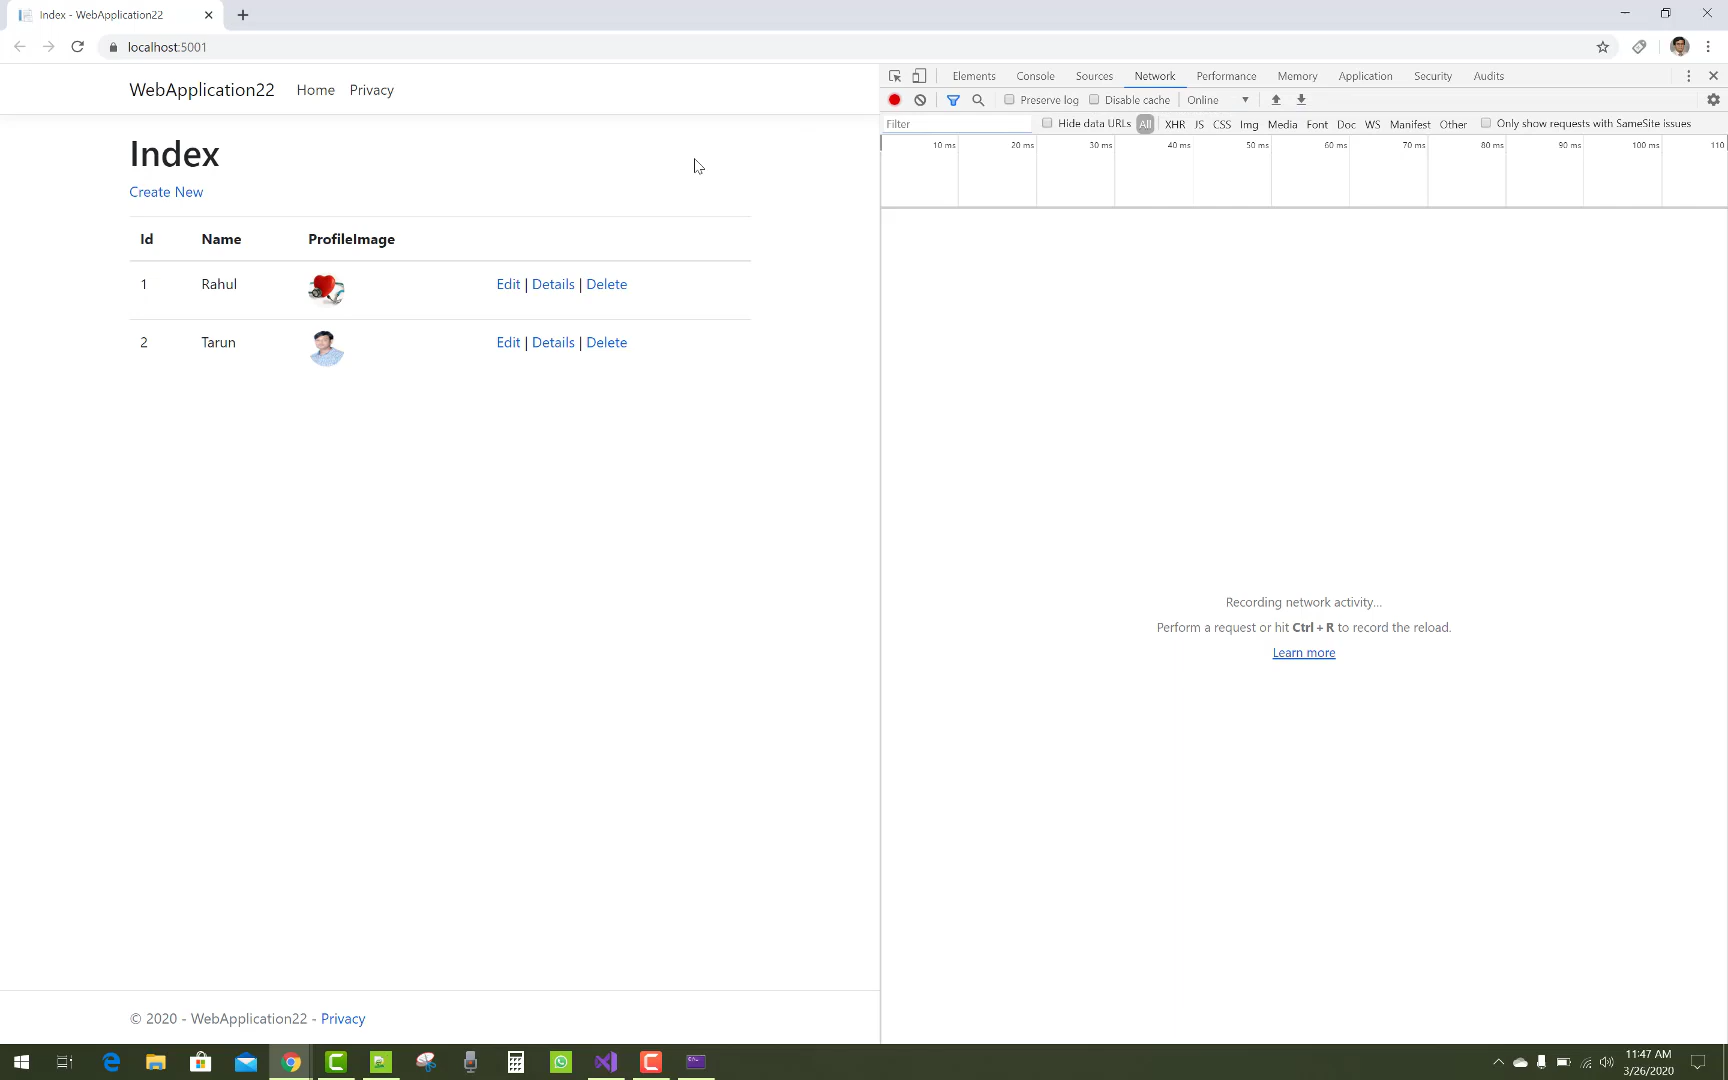 Index - WebApplication22
localhost:5001
WebApplication22 Home Privacy
Index
Create New
Id Name ProfileImage
1 Rahul Edit | Details | Delete
2 Tarun Edit | Details | Delete
© 2020 - WebApplication22 - Privacy
Elements Console Sources Network Performance Memory Application Security Audits
Preserve log Disable cache Online
Filter Hide data URLs All XHR JS CSS Img Media Font Doc WS Manifest Other Only show requests with SameSite issues
10 ms 20 ms 30 ms 40 ms 50 ms 60 ms 70 ms 80 ms 90 ms 100 ms 110
Recording network activity...
Perform a request or hit Ctrl + R to record the reload.
Learn more
11:47 AM
3/26/2020